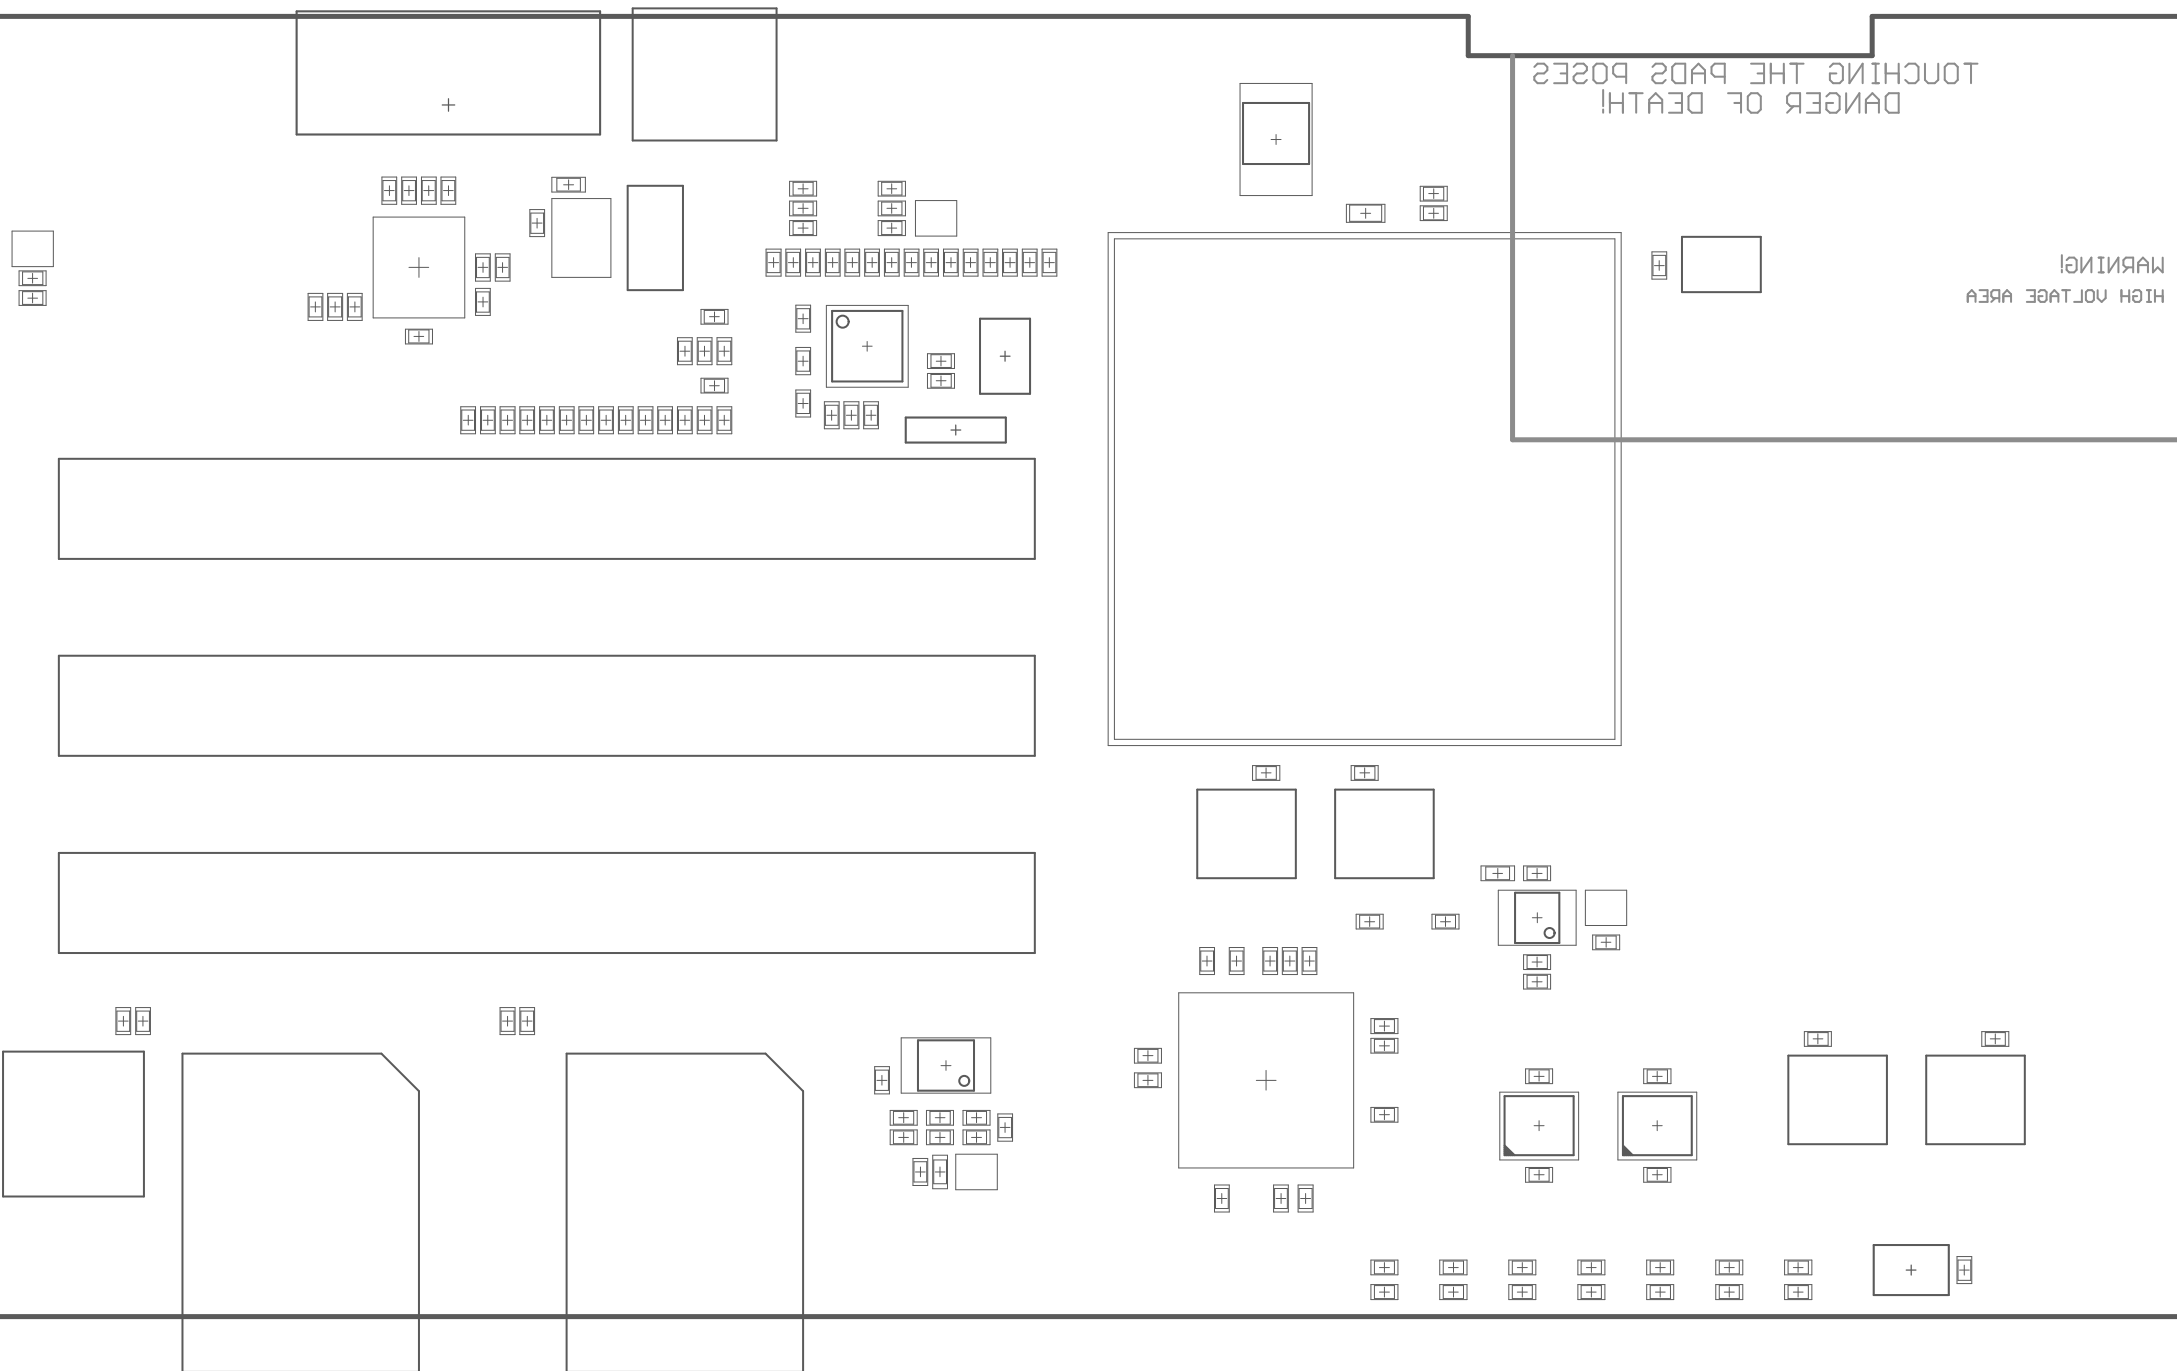 TOUCHING THE PADS POSES
DANGER OF DEATH!
WARNING!
HIGH VOLTAGE AREA